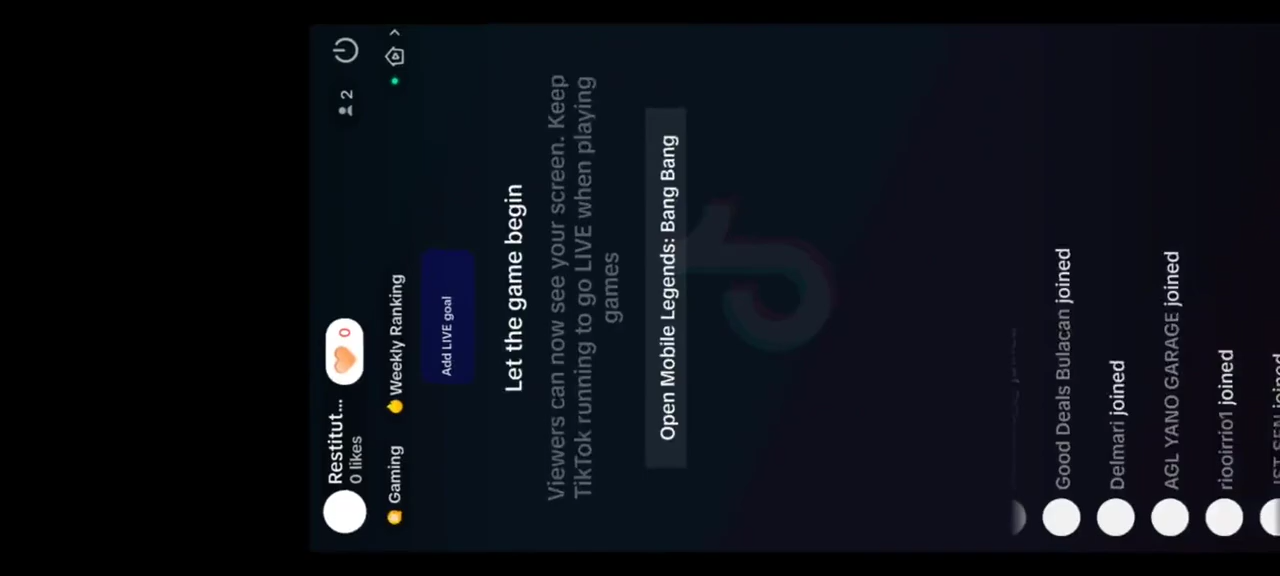 Restitut...
0 likes
0
2
Gaming
Weekly Ranking
Add LIVE goal
Let the game begin
Viewers can now see your screen. Keep
TikTok running to go LIVE when playing
games
Open Mobile Legends: Bang Bang
Good Deals Bulacan joined
Delmari joined
AGL YANO GARAGE joined
riooirrio1 joined